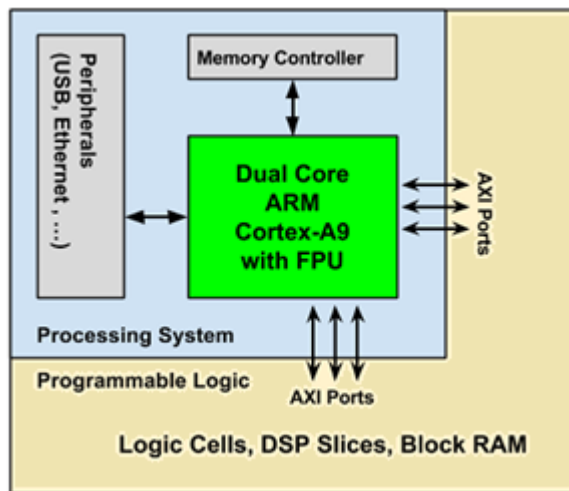 Peripherals
(USB, Ethernet , ...)
Memory Controller
Dual Core
ARM
Cortex-A9
with FPU
AXI Ports
Processing System
Programmable Logic
AXI Ports
Logic Cells, DSP Slices, Block RAM